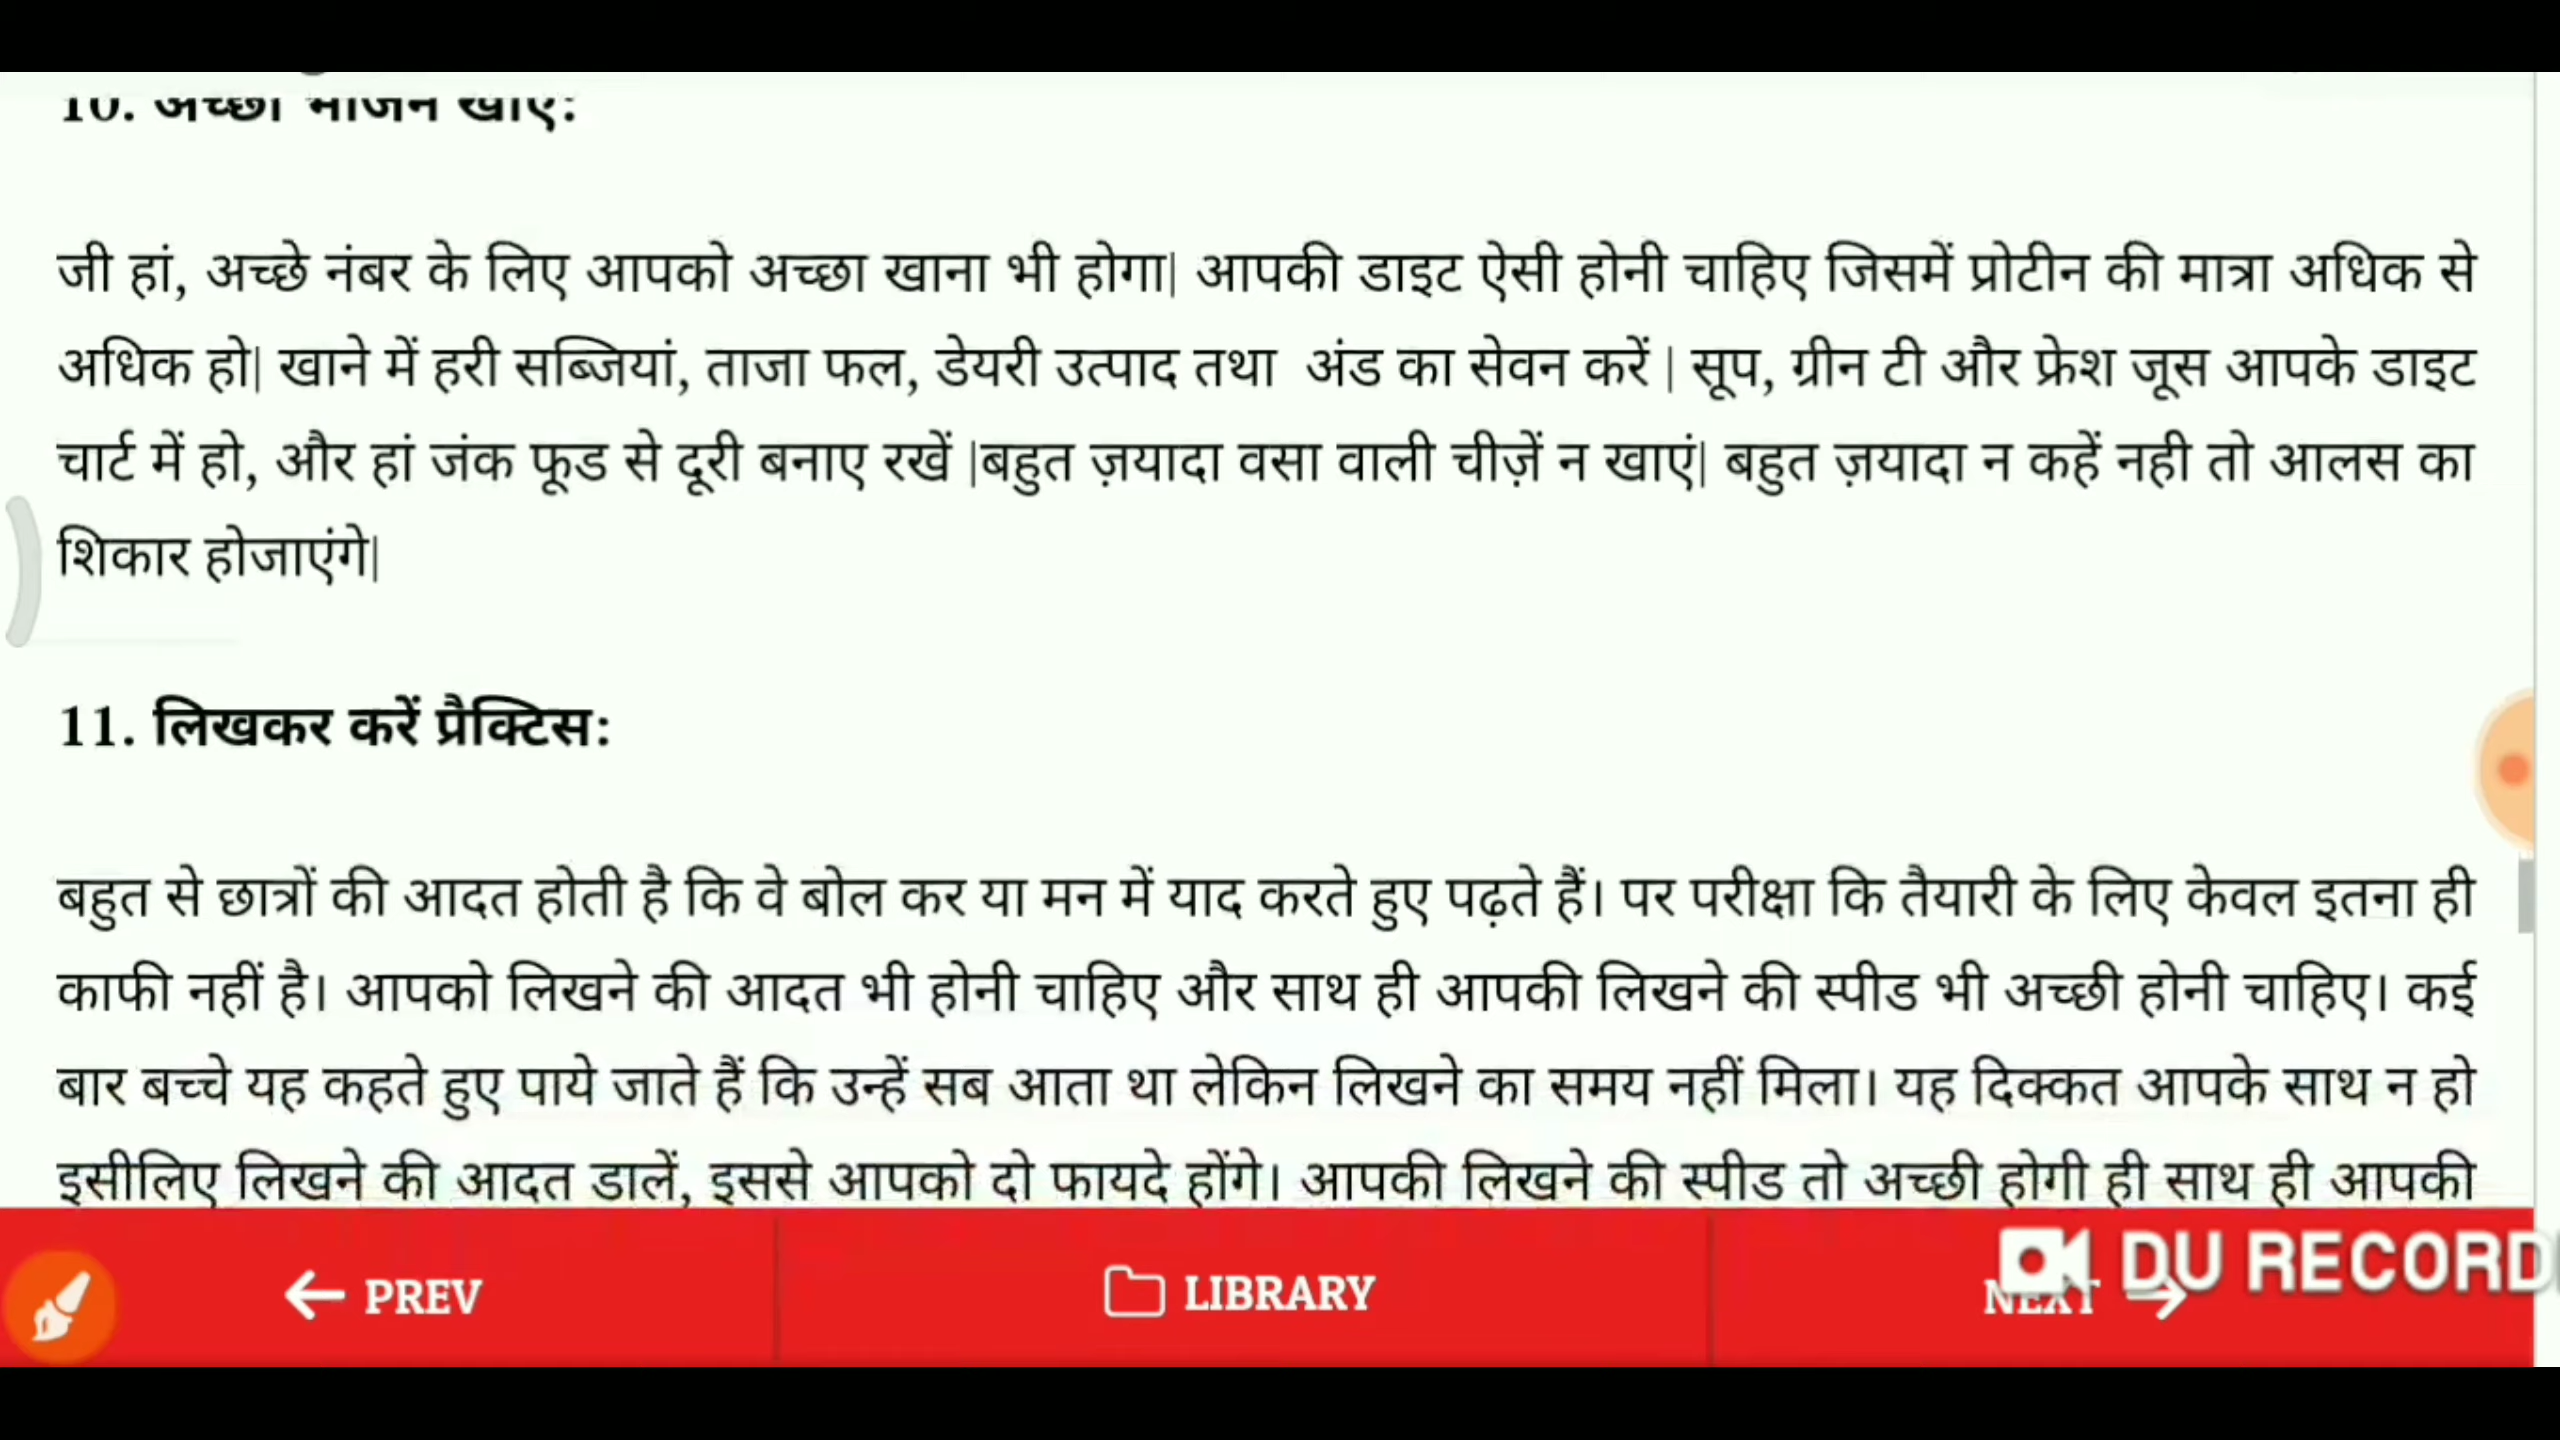 10. अच्छा भोजन खाएं:
जी हां, अच्छे नंबर के लिए आपको अच्छा खाना भी होगा| आपकी डाइट ऐसी होनी चाहिए जिसमें प्रोटीन की मात्रा अधिक से
अधिक हो| खाने में हरी सब्जियां, ताजा फल, डेयरी उत्पाद तथा अंड का सेवन करें | सूप, ग्रीन टी और फ्रेश जूस आपके डाइट
चार्ट में हो, और हां जंक फूड से दूरी बनाए रखें |बहुत ज़यादा वसा वाली चीज़ें न खाएं| बहुत ज़यादा न कहें नही तो आलस का
शिकार होजाएंगे|
11. लिखकर करें प्रैक्टिस:
बहुत से छात्रों की आदत होती है कि वे बोल कर या मन में याद करते हुए पढ़ते हैं। पर परीक्षा कि तैयारी के लिए केवल इतना ही
काफी नहीं है। आपको लिखने की आदत भी होनी चाहिए और साथ ही आपकी लिखने की स्पीड भी अच्छी होनी चाहिए। कई
बार बच्चे यह कहते हुए पाये जाते हैं कि उन्हें सब आता था लेकिन लिखने का समय नहीं मिला। यह दिक्कत आपके साथ न हो
इसीलिए लिखने की आदत डालें, इससे आपको दो फायदे होंगे। आपकी लिखने की स्पीड तो अच्छी होगी ही साथ ही आपकी
PREV
LIBRARY
NEXT
DU RECORD